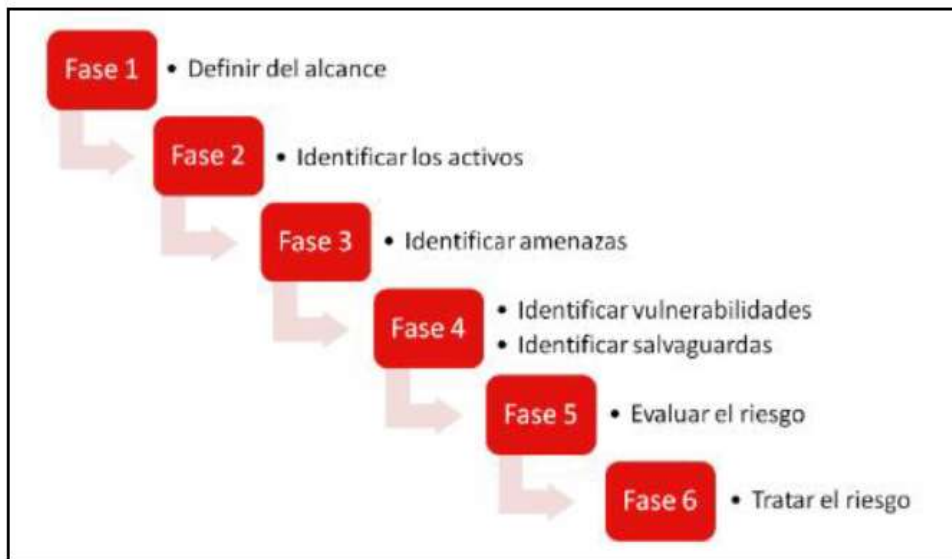 Fase 1 • Definir del alcance
Fase 2 • Identificar los activos
Fase 3 • Identificar amenazas
Fase 4 • Identificar vulnerabilidades
• Identificar salvaguardas
Fase 5 • Evaluar el riesgo
Fase 6 • Tratar el riesgo